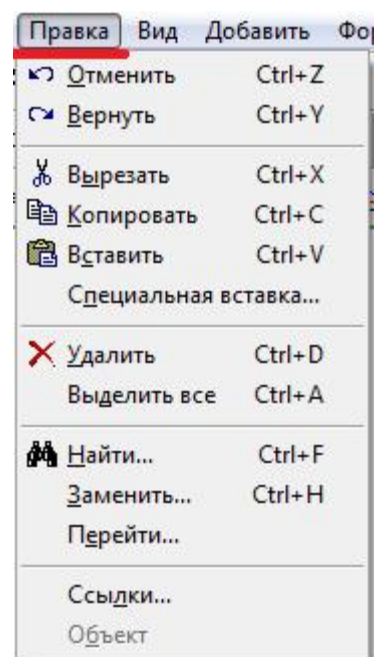 Правка Вид Добавить Фор
Отменить Ctrl+Z
Вернуть Ctrl+Y
Вырезать Ctrl+X
Копировать Ctrl+C
Вставить Ctrl+V
Специальная вставка...
Удалить Ctrl+D
Выделить все Ctrl+A
Найти... Ctrl+F
Заменить... Ctrl+H
Перейти...
Ссылки...
Объект